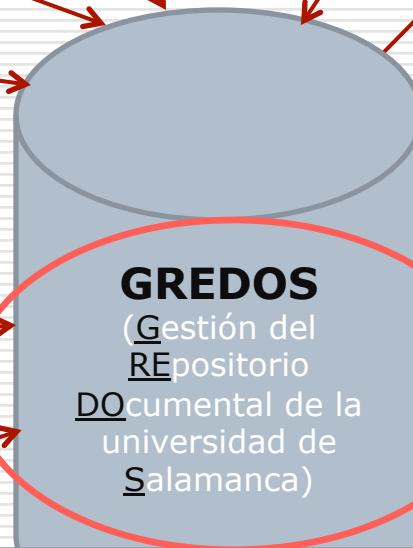 GREDOS
(Gestión del
REpositorio
DOcumental de la
universidad de
Salamanca)